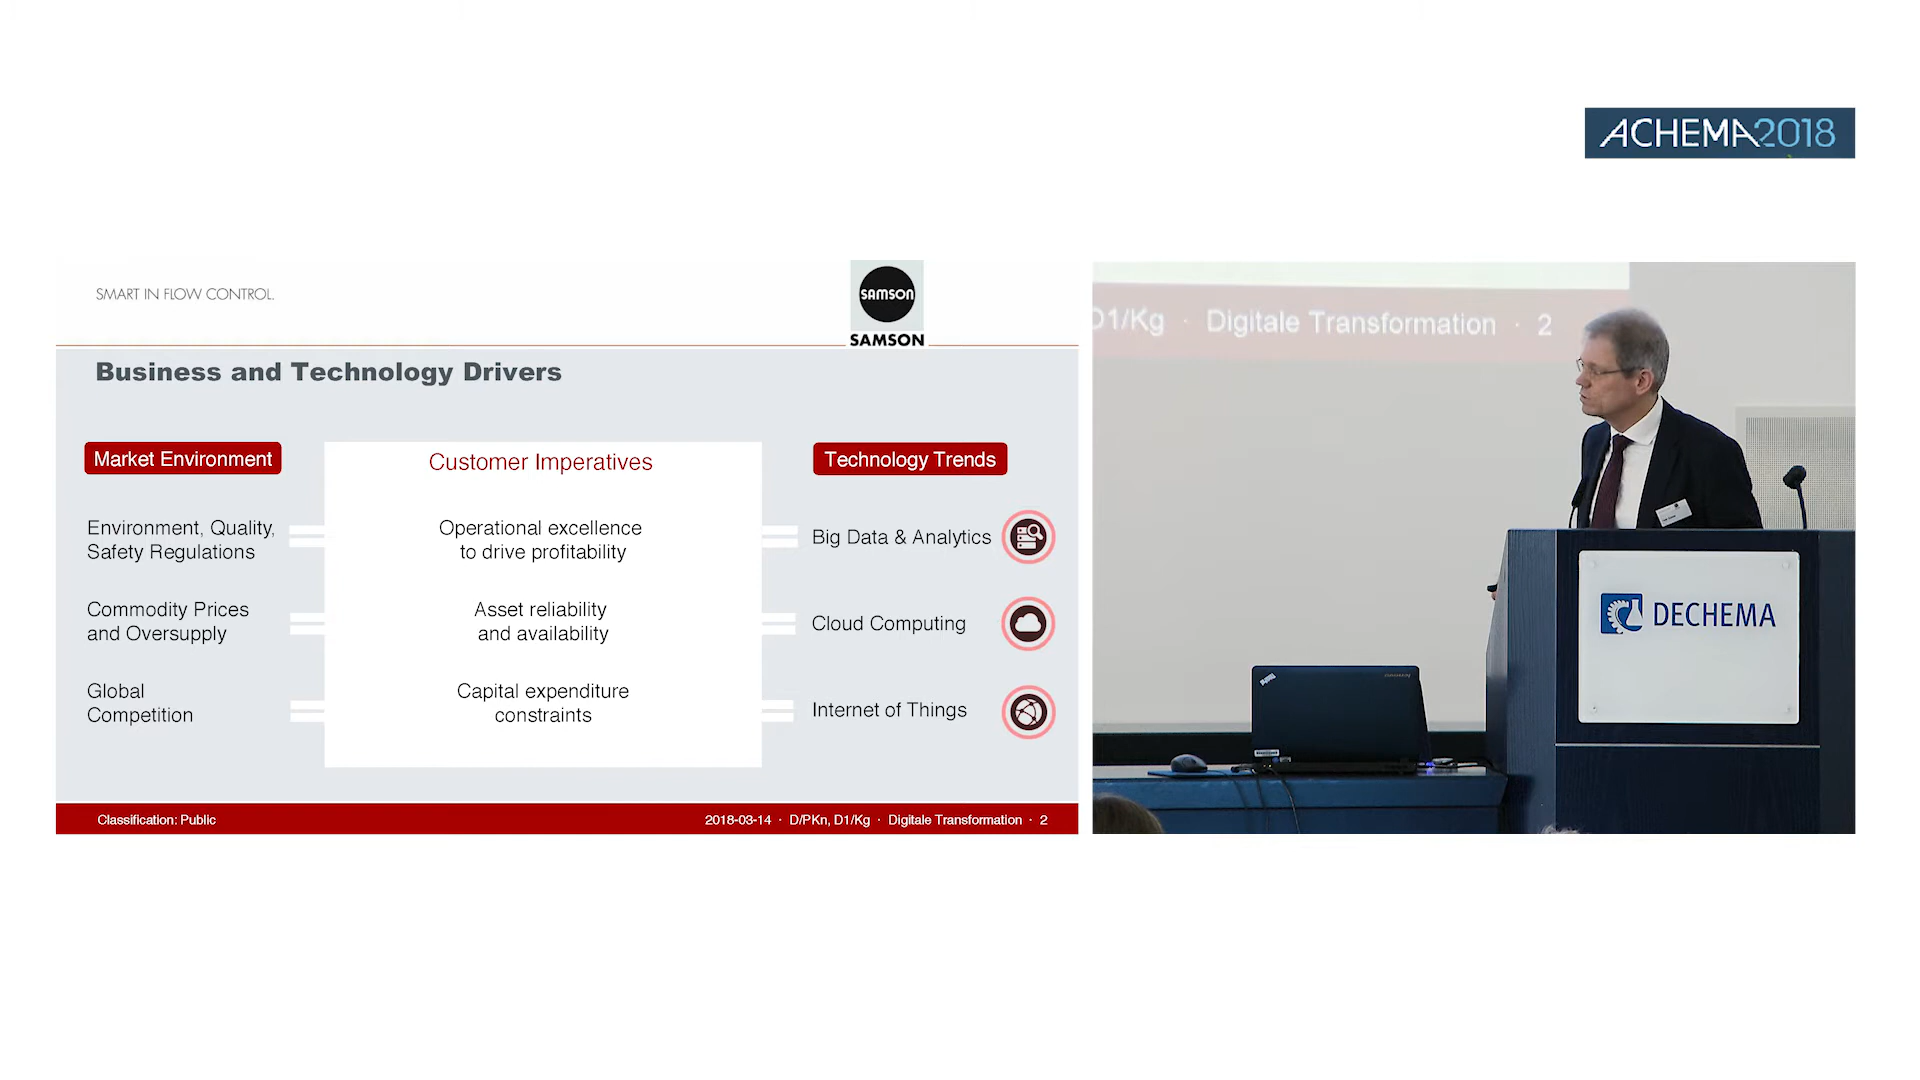 ACHEMA2018
SMART IN FLOW CONTROL.
samson
SAMSON
Business and Technology Drivers
Market Environment
Environment, Quality,
Safety Regulations
Commodity Prices
and Oversupply
Global
Competition
Customer Imperatives
Operational excellence
to drive profitability
Asset reliability
and availability
Capital expenditure
constraints
Technology Trends
Big Data & Analytics
Cloud Computing
Internet of Things
Classification: Public
2018-03-14 · D/PKn, D1/Kg · Digitale Transformation · 2
D1/Kg · Digitale Transformation · 2
DECHEMA
ThinkPad
lenovo